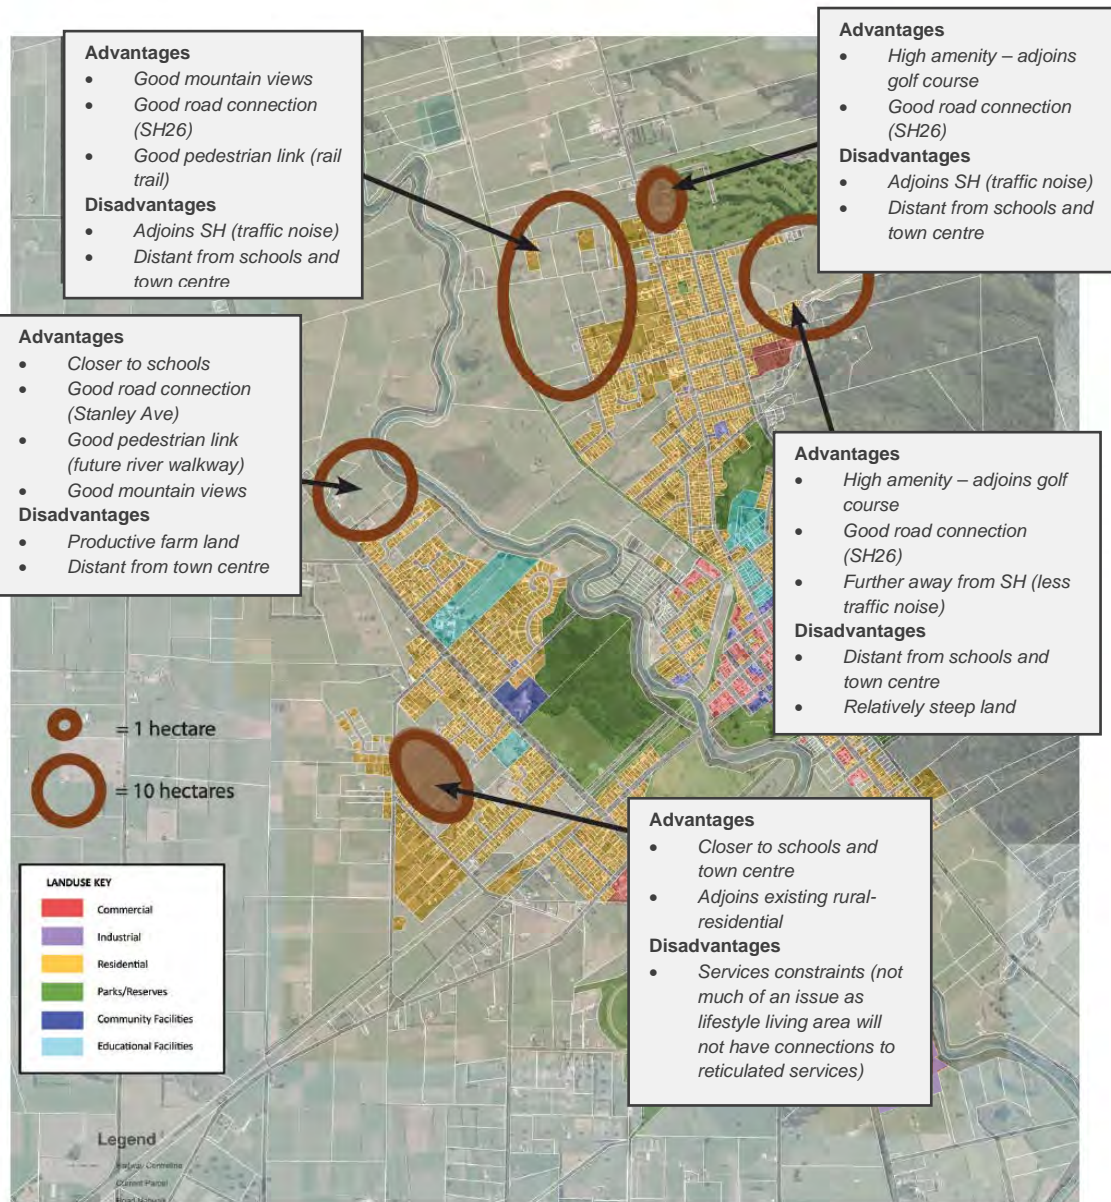 Advantages
• Good mountain views
• Good road connection
(SH26)
• Good pedestrian link (rail
trail)
Disadvantages
• Adjoins SH (traffic noise)
• Distant from schools and
town centre
Advantages
• High amenity – adjoins
golf course
• Good road connection
(SH26)
Disadvantages
• Adjoins SH (traffic noise)
• Distant from schools and
town centre
Advantages
• Closer to schools
• Good road connection
(Stanley Ave)
• Good pedestrian link
(future river walkway)
• Good mountain views
Disadvantages
• Productive farm land
• Distant from town centre
Advantages
• High amenity – adjoins golf
course
• Good road connection
(SH26)
• Further away from SH (less
traffic noise)
Disadvantages
• Distant from schools and
town centre
• Relatively steep land
= 1 hectare
= 10 hectares
Advantages
• Closer to schools and
town centre
• Adjoins existing rural-
residential
Disadvantages
• Services constraints (not
much of an issue as
lifestyle living area will
not have connections to
reticulated services)
LANDUSE KEY
Commercial
Industrial
Residential
Parks/Reserves
Community Facilities
Educational Facilities
Legend
Railway Centreline
Current Parcel
Road Network